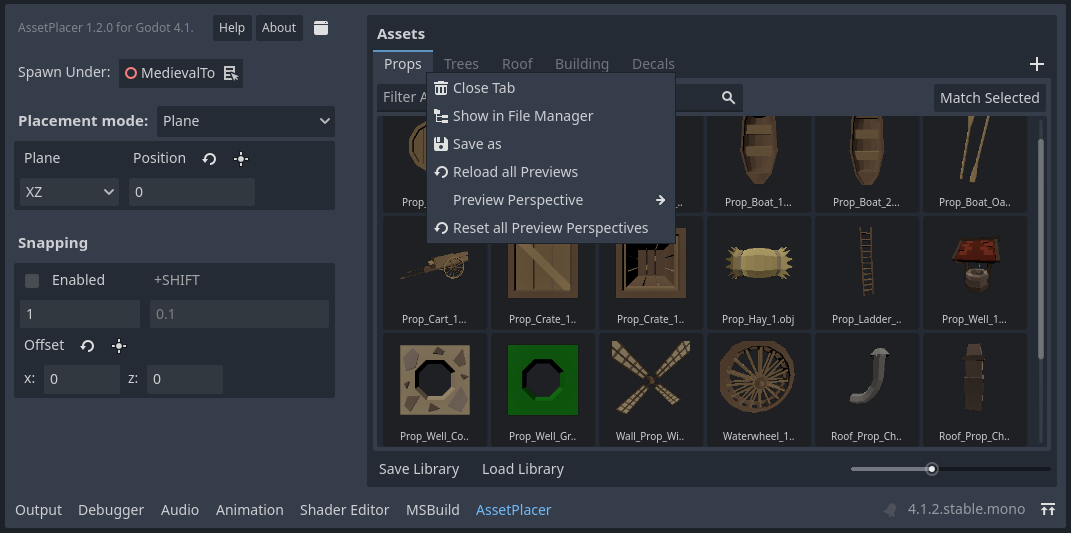 AssetPlacer 1.2.0 for Godot 4.1.
Help
About
Spawn Under:
MedievalTo
Placement mode:
Plane
Plane
Position
XZ
0
Snapping
Enabled
+SHIFT
1
0.1
Offset
x:
0
z:
0
Assets
Props
Trees
Roof
Building
Decals
Filter A
Match Selected
Close Tab
Show in File Manager
Save as
Reload all Previews
Preview Perspective
Reset all Preview Perspectives
Prop_
..
Prop_Boat_1...
Prop_Boat_2...
Prop_Boat_Oa..
Prop_Cart_1...
Prop_Crate_1..
Prop_Crate_1..
Prop_Hay_1.obj
Prop_Ladder_..
Prop_Well_1...
Prop_Well_Co..
Prop_Well_Gr..
Wall_Prop_Wi..
Waterwheel_1..
Roof_Prop_Ch..
Roof_Prop_Ch..
Save Library
Load Library
Output
Debugger
Audio
Animation
Shader Editor
MSBuild
AssetPlacer
4.1.2.stable.mono